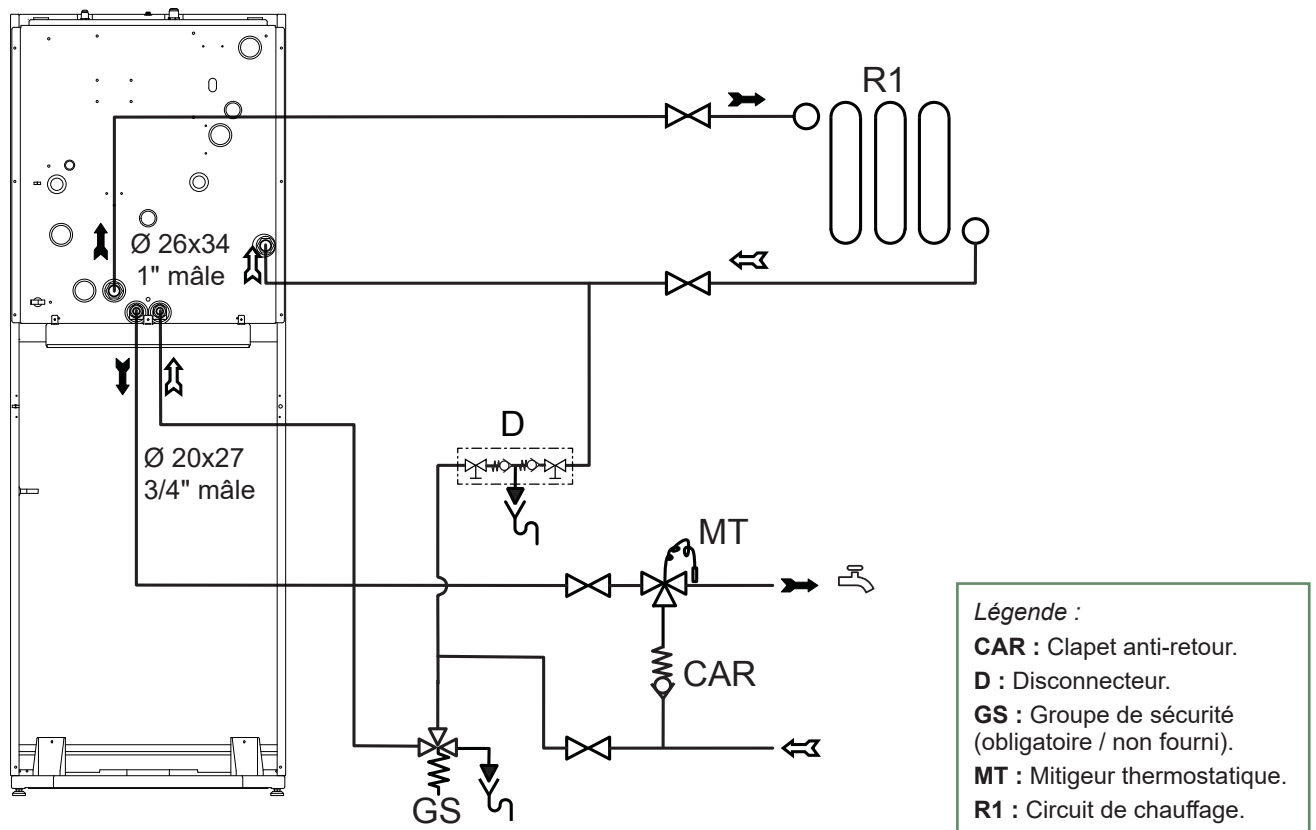 R1
Ø 26x34
1" mâle
D
Ø 20x27
3/4" mâle
MT
CAR
GS
Légende :
CAR : Clapet anti-retour.
D : Disconnecteur.
GS : Groupe de sécurité
(obligatoire / non fourni).
MT : Mitigeur thermostatique.
R1 : Circuit de chauffage.